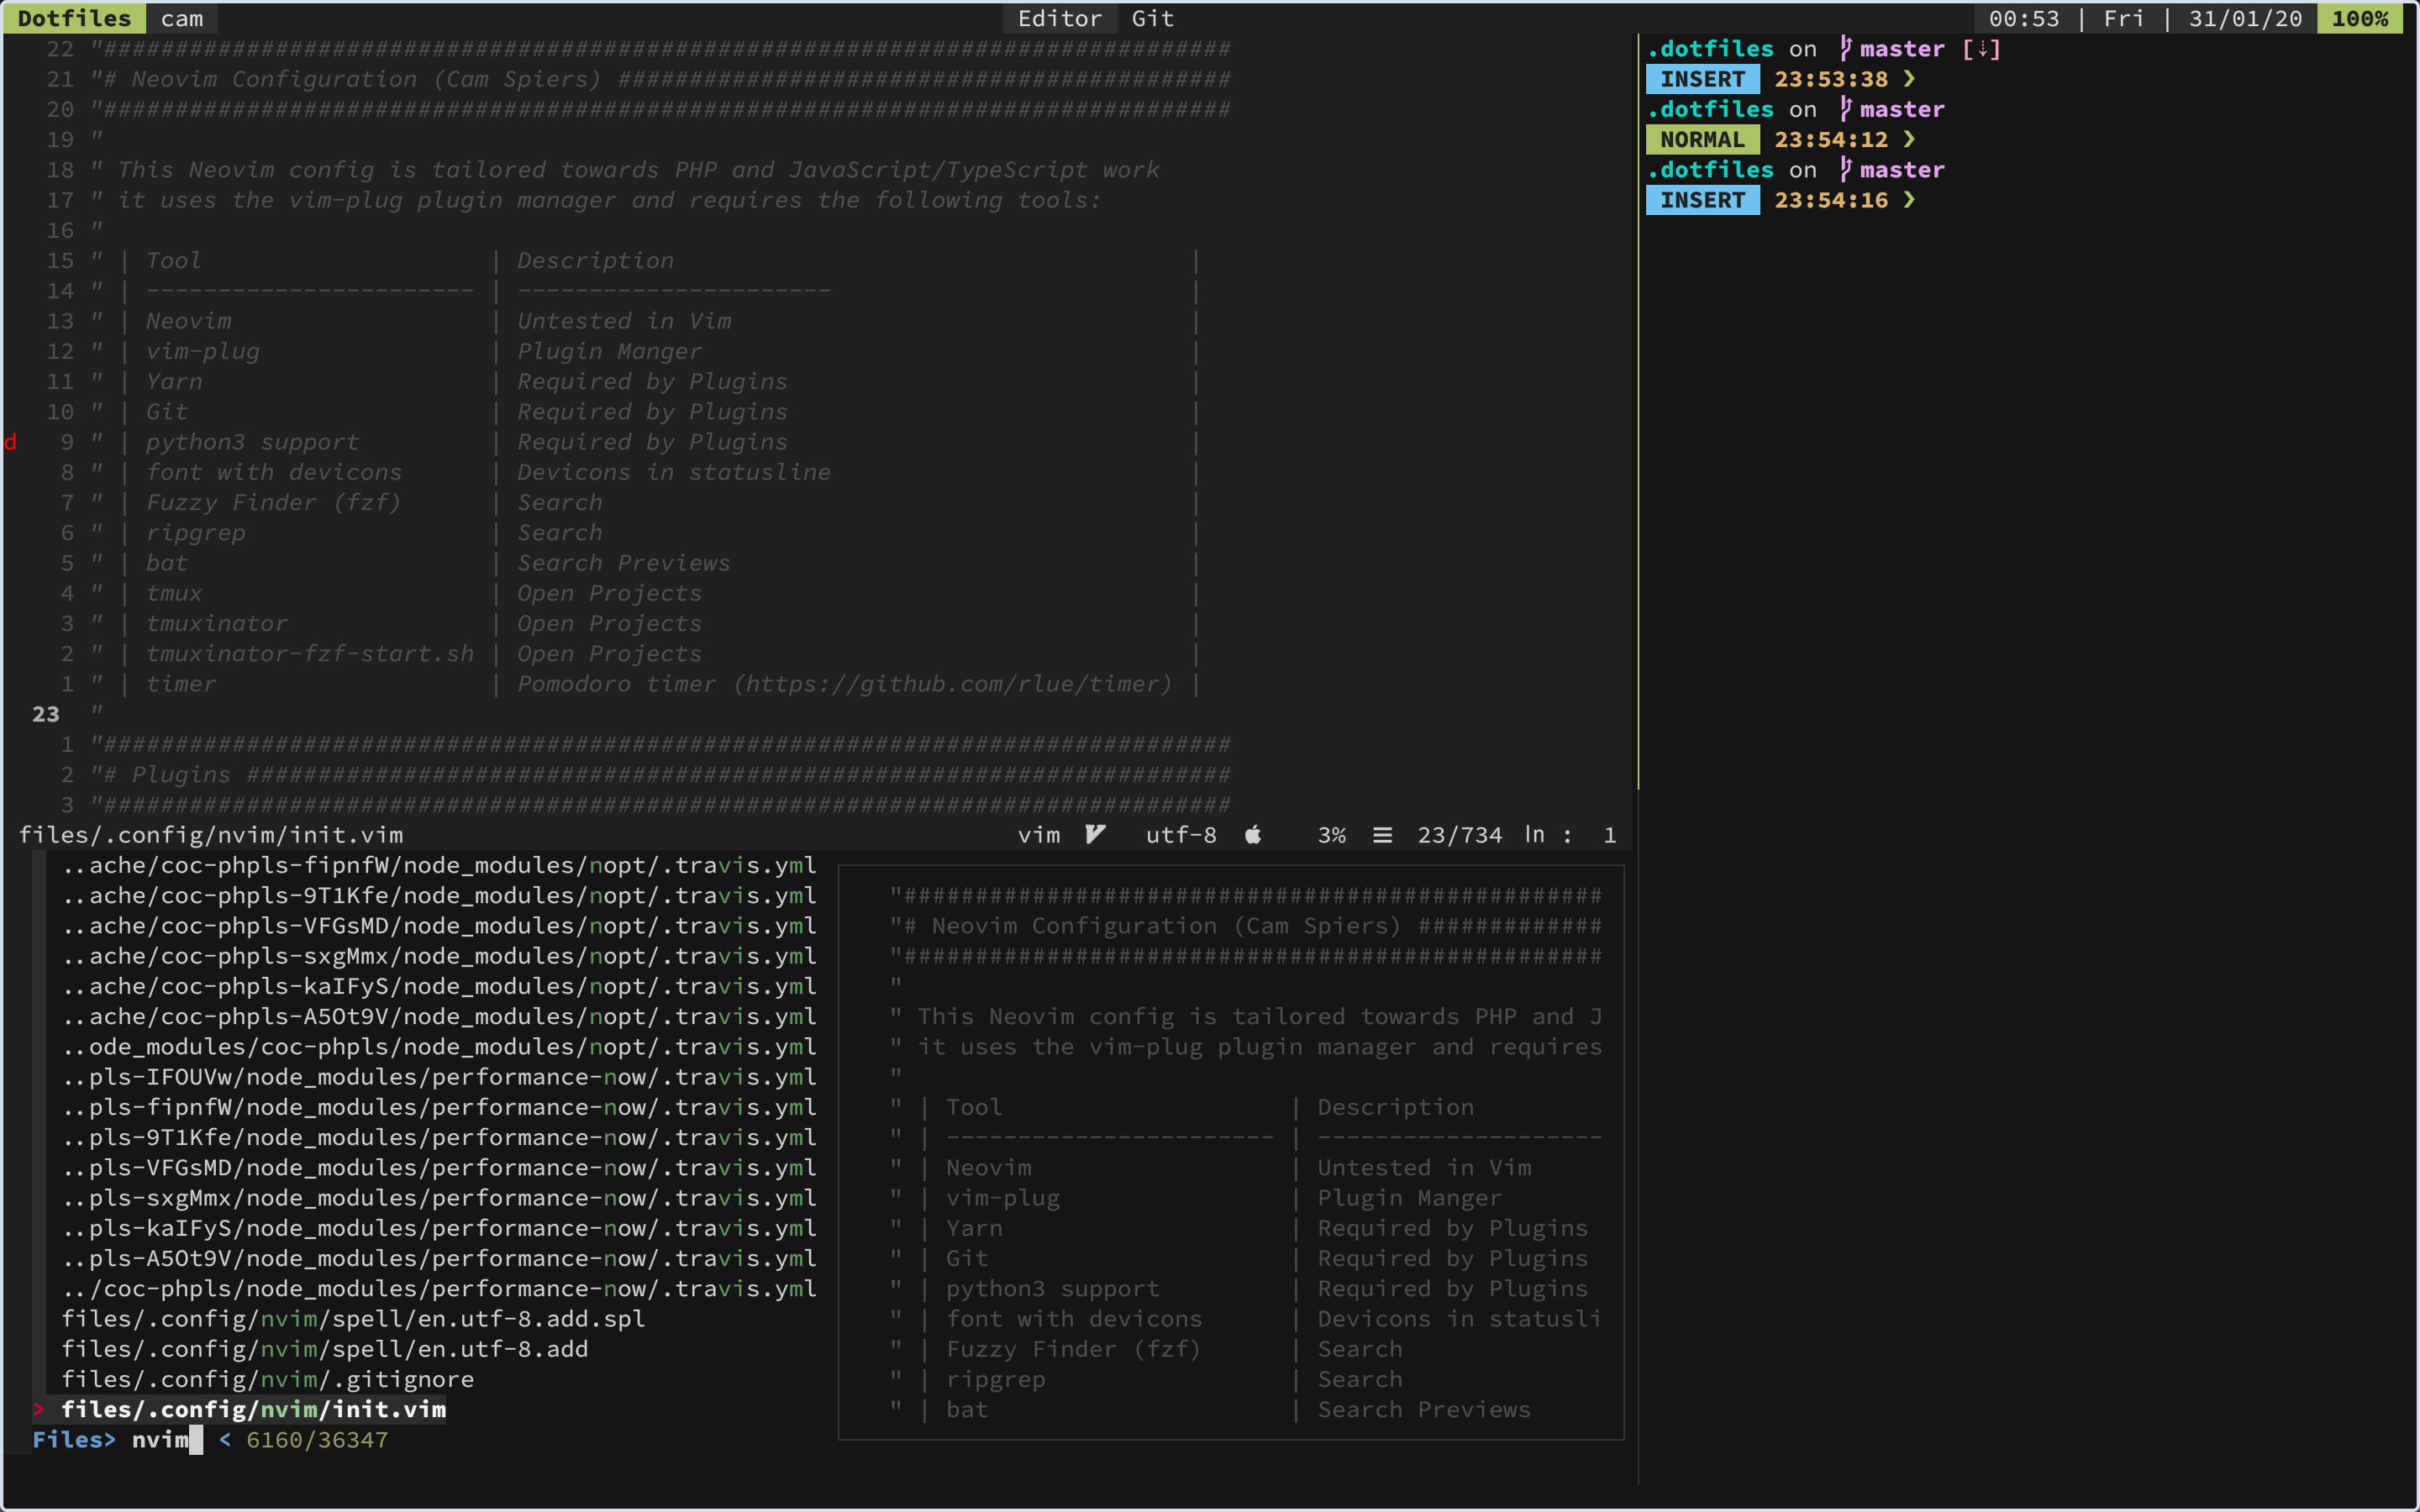 Dotfiles cam Editor Git 00:53 | Fri | 31/01/20 100%
22 "###############################################################################
21 "# Neovim Configuration (Cam Spiers) ###########################################
20 "###############################################################################
19 "
18 " This Neovim config is tailored towards PHP and JavaScript/TypeScript work
17 " it uses the vim-plug plugin manager and requires the following tools:
16 "
15 " | Tool                    | Description                                    |
14 " | ----------------------- | ----------------------                         |
13 " | Neovim                  | Untested in Vim                                |
12 " | vim-plug                | Plugin Manger                                  |
11 " | Yarn                    | Required by Plugins                            |
10 " | Git                     | Required by Plugins                            |
d 9 " | python3 support         | Required by Plugins                            |
8 " | font with devicons      | Devicons in statusline                         |
7 " | Fuzzy Finder (fzf)      | Search                                         |
6 " | ripgrep                 | Search                                         |
5 " | bat                     | Search Previews                                |
4 " | tmux                    | Open Projects                                  |
3 " | tmuxinator              | Open Projects                                  |
2 " | tmuxinator-fzf-start.sh | Open Projects                                  |
1 " | timer                   | Pomodoro timer (https://github.com/rlue/timer) |
23 "
1 "###############################################################################
2 "# Plugins #####################################################################
3 "###############################################################################
files/.config/nvim/init.vim vim utf-8 3% ☰ 23/734 ln : 1
..ache/coc-phpls-fipnfW/node_modules/nopt/.travis.yml
..ache/coc-phpls-9T1Kfe/node_modules/nopt/.travis.yml
..ache/coc-phpls-VFGsMD/node_modules/nopt/.travis.yml
..ache/coc-phpls-sxgMmx/node_modules/nopt/.travis.yml
..ache/coc-phpls-kaIFyS/node_modules/nopt/.travis.yml
..ache/coc-phpls-A5Ot9V/node_modules/nopt/.travis.yml
..ode_modules/coc-phpls/node_modules/nopt/.travis.yml
..pls-IFOUVw/node_modules/performance-now/.travis.yml
..pls-fipnfW/node_modules/performance-now/.travis.yml
..pls-9T1Kfe/node_modules/performance-now/.travis.yml
..pls-VFGsMD/node_modules/performance-now/.travis.yml
..pls-sxgMmx/node_modules/performance-now/.travis.yml
..pls-kaIFyS/node_modules/performance-now/.travis.yml
..pls-A5Ot9V/node_modules/performance-now/.travis.yml
../coc-phpls/node_modules/performance-now/.travis.yml
files/.config/nvim/spell/en.utf-8.add.spl
files/.config/nvim/spell/en.utf-8.add
files/.config/nvim/.gitignore
> files/.config/nvim/init.vim
Files> nvim < 6160/36347
"#################################################
"# Neovim Configuration (Cam Spiers) #############
"#################################################
"
" This Neovim config is tailored towards PHP and J
" it uses the vim-plug plugin manager and requires
"
" | Tool                    | Description
" | ----------------------- | --------------------
" | Neovim                  | Untested in Vim
" | vim-plug                | Plugin Manger
" | Yarn                    | Required by Plugins
" | Git                     | Required by Plugins
" | python3 support         | Required by Plugins
" | font with devicons      | Devicons in statusli
" | Fuzzy Finder (fzf)      | Search
" | ripgrep                 | Search
" | bat                     | Search Previews
.dotfiles on master [⇣]
INSERT 23:53:38 ❯
.dotfiles on master
NORMAL 23:54:12 ❯
.dotfiles on master
INSERT 23:54:16 ❯